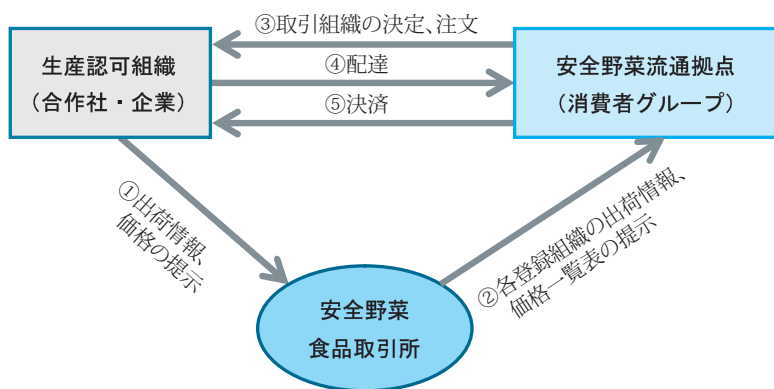 ③取引組織の決定、注文
生産認可組織
（合作社・企業）
④配達
安全野菜流通拠点
（消費者グループ）
⑤決済
①出荷情報、
価格の提示
②各登録組織の出荷情報、
価格一覧表の提示
安全野菜
食品取引所